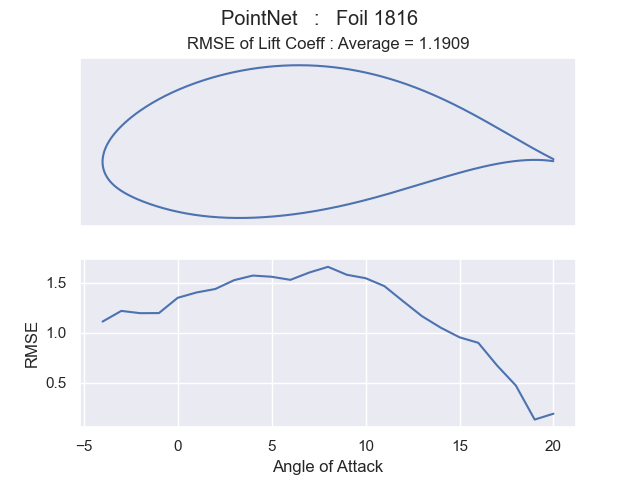 PointNet : Foil 1816
RMSE of Lift Coeff : Average = 1.1909
1.5
1.0
0.5
RMSE
−5 0 5 10 15 20
Angle of Attack